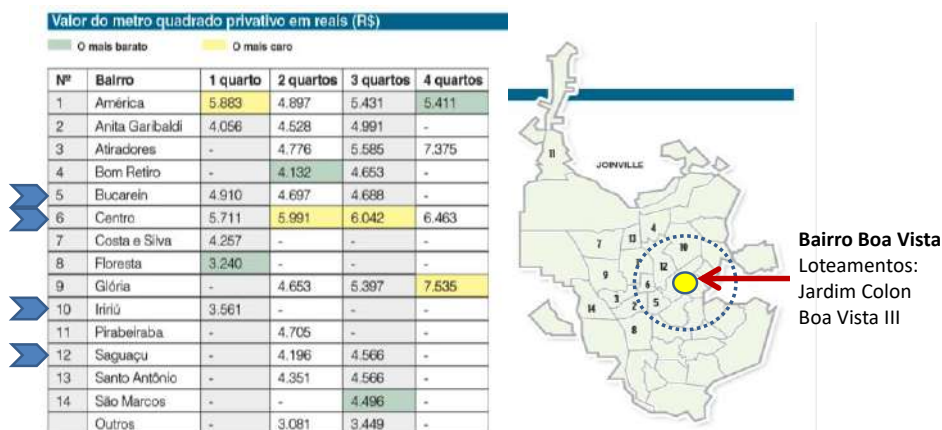 Valor do metro quadrado privativo em reais (R$)
O mais barato O mais caro
Nº Bairro 1 quarto 2 quartos 3 quartos 4 quartos
1 América 5.883 4.897 5.431 5.411
2 Anita Garibaldi 4.056 4.528 4.991 -
3 Atiradores - 4.776 5.585 7.375
4 Bom Retiro - 4.132 4.653 -
5 Bucarein 4.910 4.697 4.688 -
6 Centro 5.711 5.991 6.042 6.463
7 Costa e Silva 4.257 - - -
8 Floresta 3.240 - - -
9 Glória - 4.653 5.397 7.535
10 Iririú 3.561 - - -
11 Pirabeiraba - 4.705 - -
12 Saguaçu - 4.196 4.566 -
13 Santo Antônio - 4.351 4.566 -
14 São Marcos - - 4.496 -
Outros - 3.081 3.449 -
11
JOINVILLE
4
7 13 10
9 12
6
14 3 2 5
8
Bairro Boa Vista
Loteamentos:
Jardim Colon
Boa Vista III